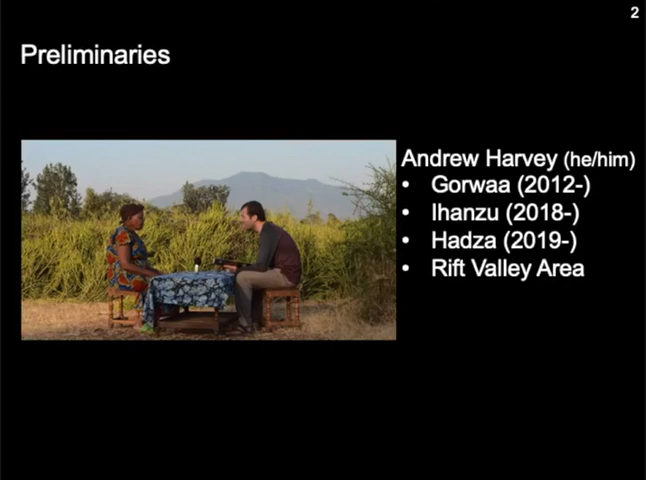 2
Preliminaries
Andrew Harvey (he/him)
• Gorwaa (2012-)
• Ihanzu (2018-)
• Hadza (2019-)
• Rift Valley Area